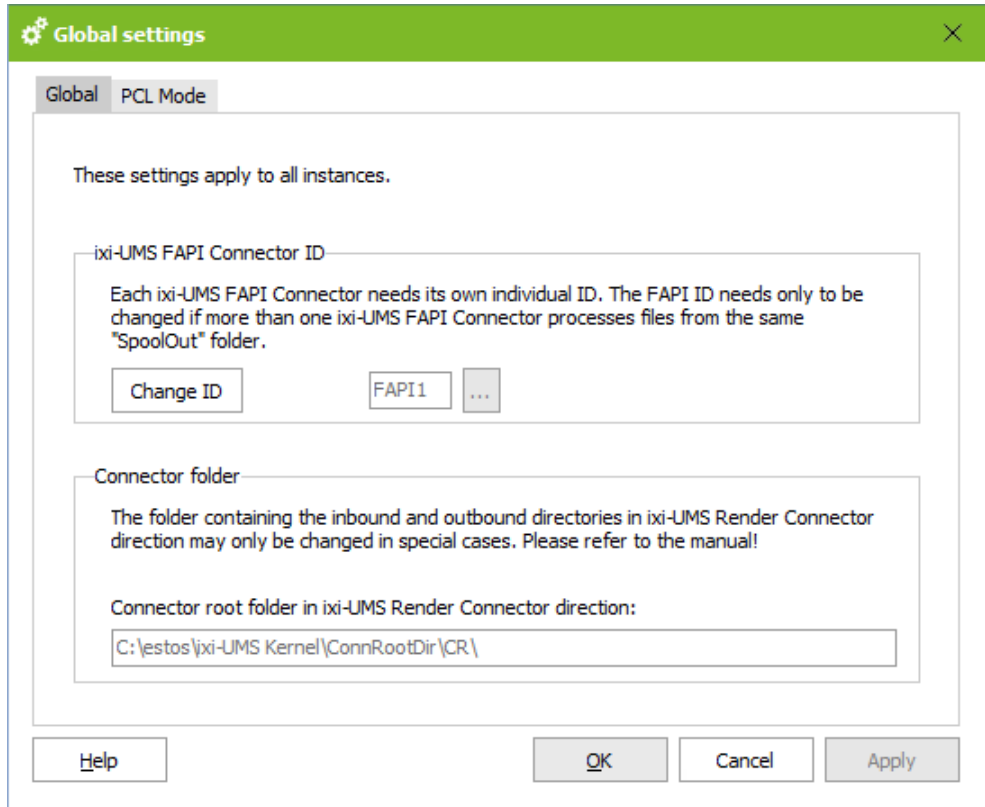 Global settings
Global PCL Mode
These settings apply to all instances.
ixi-UMS FAPI Connector ID
Each ixi-UMS FAPI Connector needs its own individual ID. The FAPI ID needs only to be
changed if more than one ixi-UMS FAPI Connector processes files from the same
"SpoolOut" folder.
Change ID FAPI1 ...
Connector folder
The folder containing the inbound and outbound directories in ixi-UMS Render Connector
direction may only be changed in special cases. Please refer to the manual!
Connector root folder in ixi-UMS Render Connector direction:
C:\estos\ixi-UMS Kernel\ConnRootDir\CR\
Help OK Cancel Apply